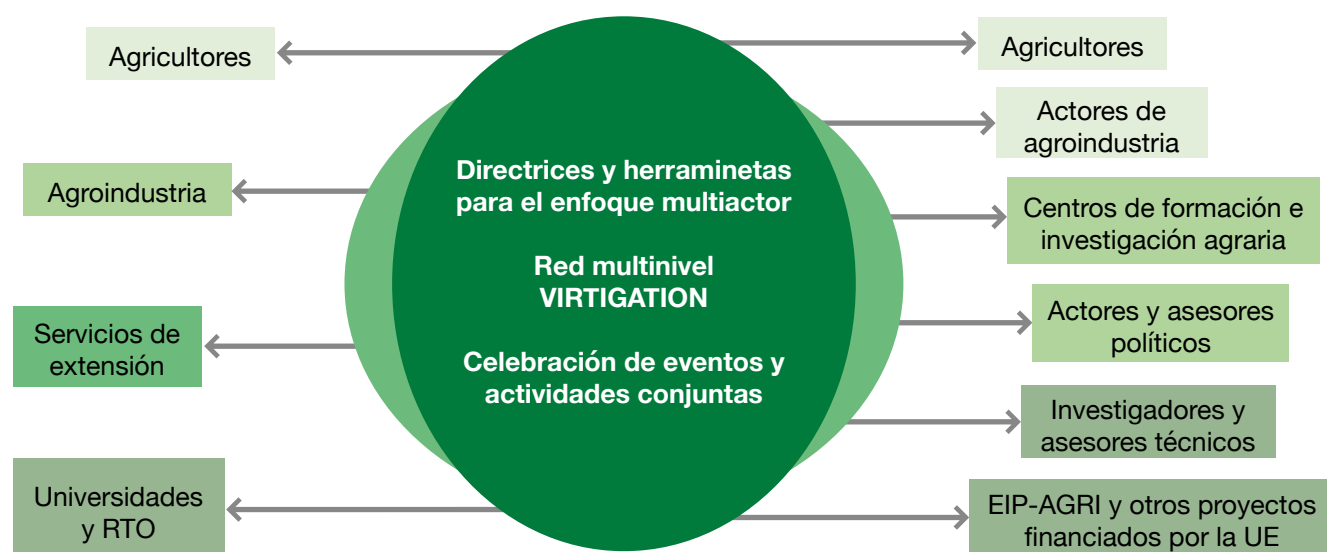 Agricultores
Agroindustria
Servicios de
extensión
Universidades
y RTO
Directrices y herraminetas
para el enfoque multiactor
Red multinivel
VIRTIGATION
Celebración de eventos y
actividades conjuntas
Agricultores
Actores de
agroindustria
Centros de formación e
investigación agraria
Actores y asesores
políticos
Investigadores y
asesores técnicos
EIP-AGRI y otros proyectos
financiados por la UE